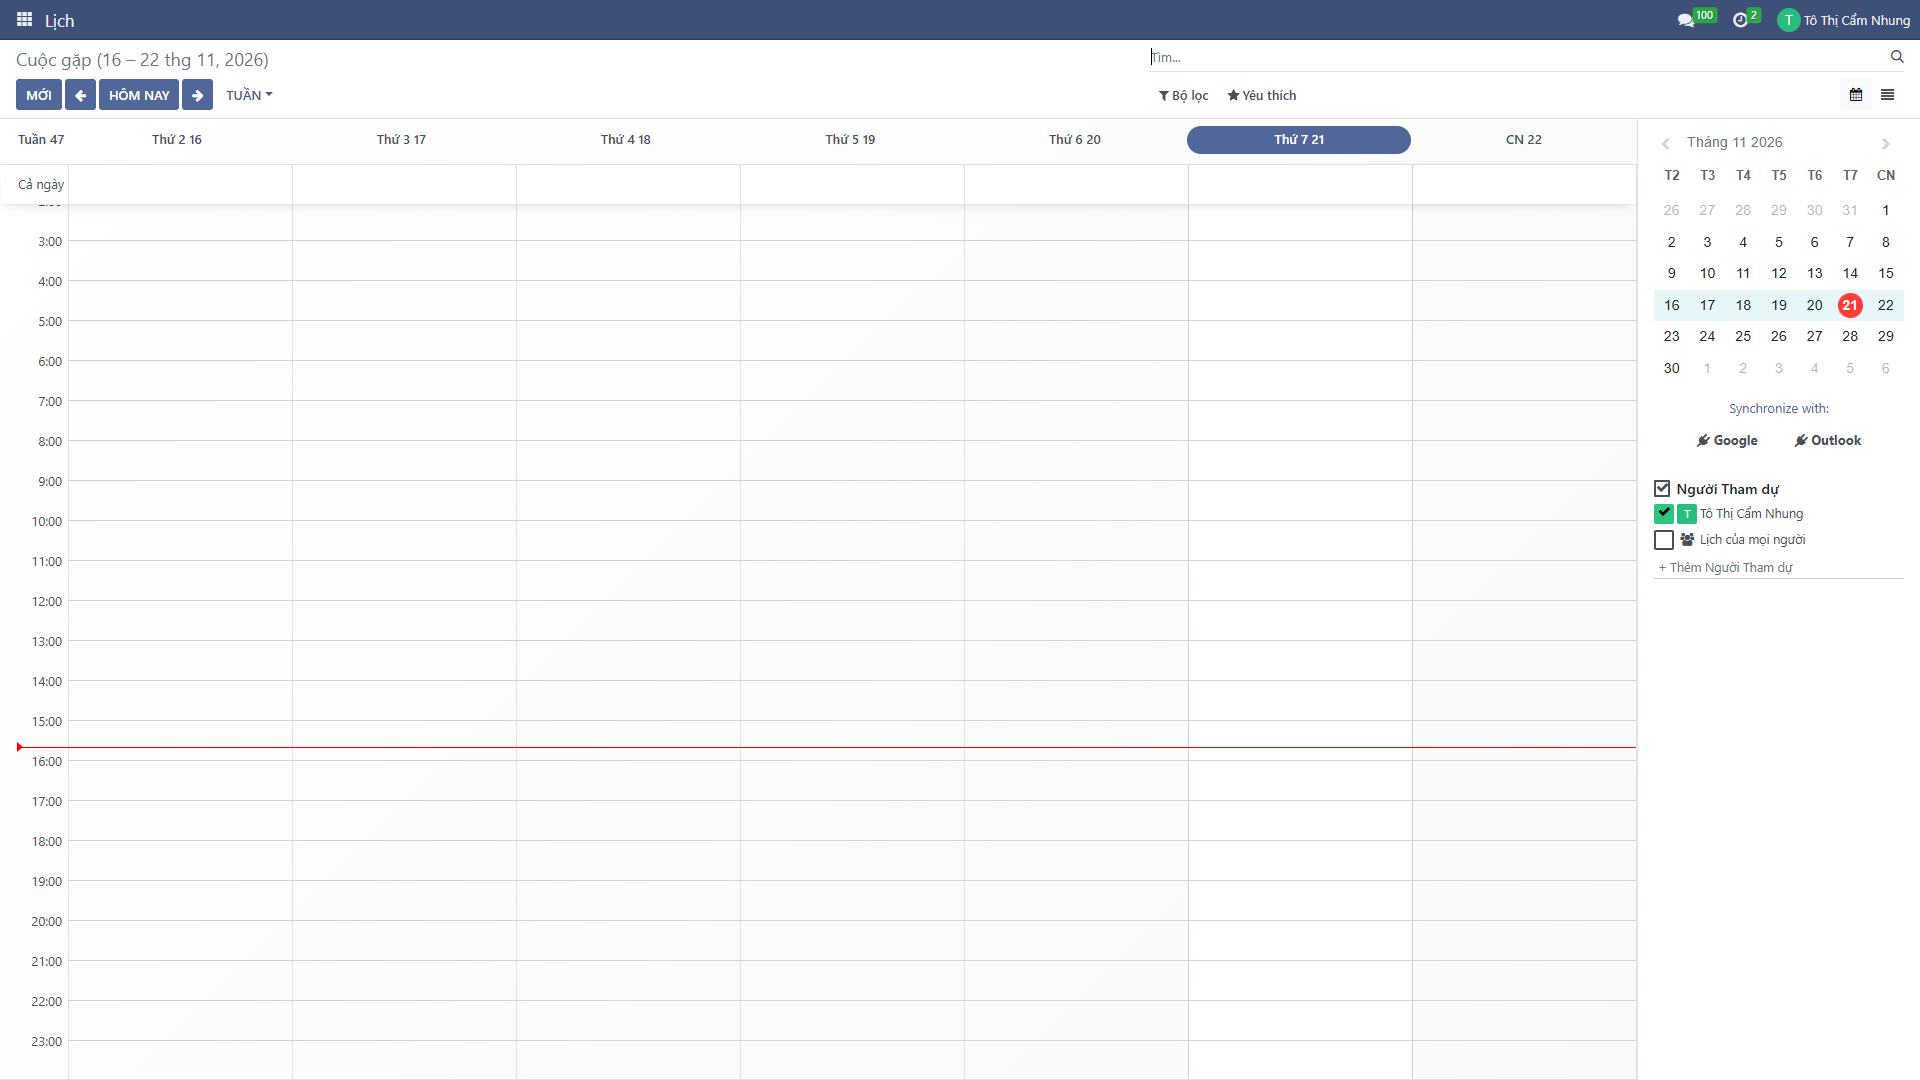 Lịch
100
2
T
Tô Thị Cẩm Nhung
Cuộc gặp (16 – 22 thg 11, 2026)
Tìm...
MỚI
HÔM NAY
TUẦN
Bộ lọc
Yêu thích
Tuần 47
Thứ 2 16
Thứ 3 17
Thứ 4 18
Thứ 5 19
Thứ 6 20
Thứ 7 21
CN 22
Cả ngày
3:00
4:00
5:00
6:00
7:00
8:00
9:00
10:00
11:00
12:00
13:00
14:00
15:00
16:00
17:00
18:00
19:00
20:00
21:00
22:00
23:00
Tháng 11 2026
T2 T3 T4 T5 T6 T7 CN
26 27 28 29 30 31 1
2 3 4 5 6 7 8
9 10 11 12 13 14 15
16 17 18 19 20 21 22
23 24 25 26 27 28 29
30 1 2 3 4 5 6
Synchronize with:
Google
Outlook
Người Tham dự
T Tô Thị Cẩm Nhung
Lịch của mọi người
+ Thêm Người Tham dự